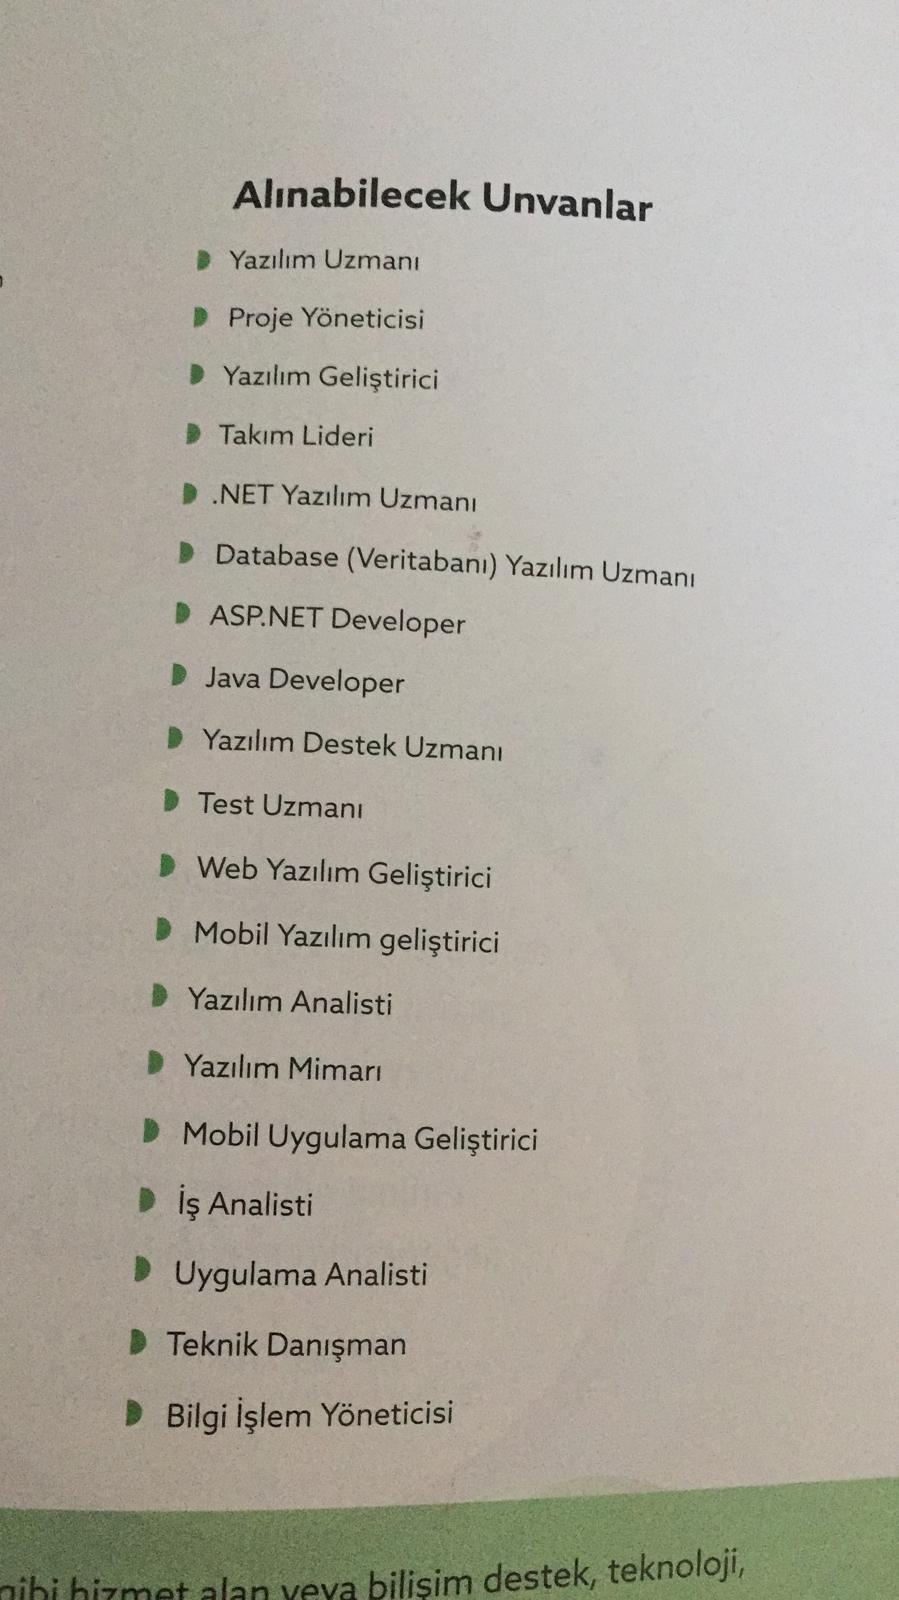 Alınabilecek Unvanlar
Yazılım Uzmanı
Proje Yöneticisi
Yazılım Geliştirici
Takım Lideri
.NET Yazılım Uzmanı
Database (Veritabanı) Yazılım Uzmanı
ASP.NET Developer
Java Developer
Yazılım Destek Uzmanı
Test Uzmanı
Web Yazılım Geliştirici
Mobil Yazılım geliştirici
Yazılım Analisti
Yazılım Mimarı
Mobil Uygulama Geliştirici
İş Analisti
Uygulama Analisti
Teknik Danışman
Bilgi İşlem Yöneticisi
gibi hizmet alan veya bilişim destek, teknoloji,